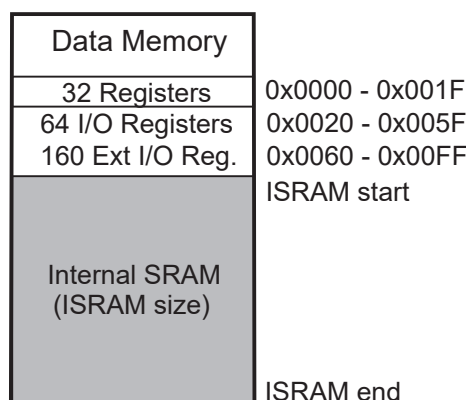 Data Memory
32 Registers 0x0000 - 0x001F
64 I/O Registers 0x0020 - 0x005F
160 Ext I/O Reg. 0x0060 - 0x00FF
ISRAM start
Internal SRAM
(ISRAM size)
ISRAM end